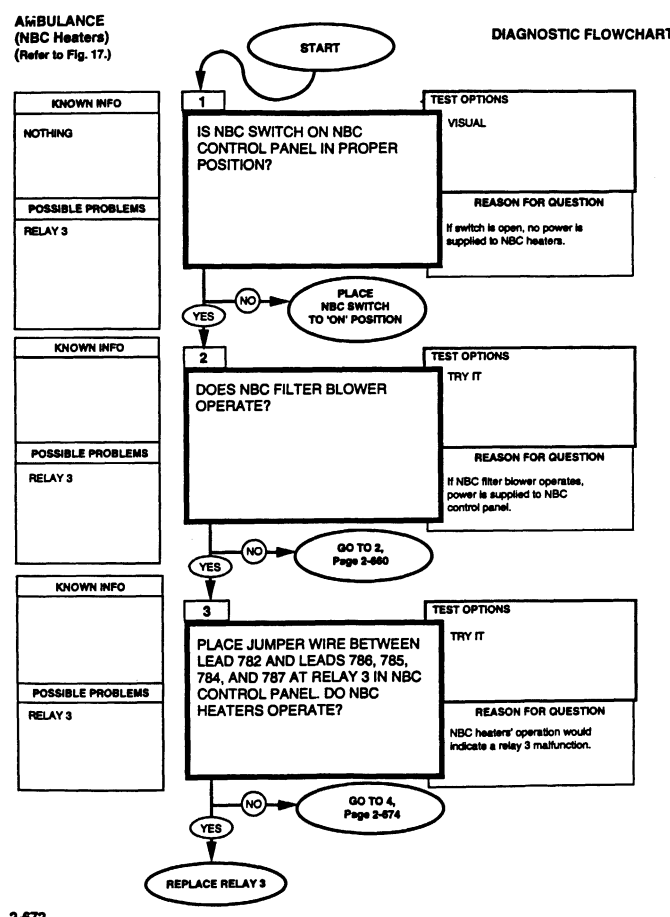 AMBULANCE
(NBC Heaters)
(Refer to Fig. 17.)
DIAGNOSTIC FLOWCHART
START
KNOWN INFO
NOTHING
POSSIBLE PROBLEMS
RELAY 3
1
IS NBC SWITCH ON NBC
CONTROL PANEL IN PROPER
POSITION?
TEST OPTIONS
VISUAL
REASON FOR QUESTION
If switch is open, no power is
supplied to NBC heaters.
NO
PLACE
NBC SWITCH
TO 'ON' POSITION
YES
KNOWN INFO
POSSIBLE PROBLEMS
RELAY 3
2
DOES NBC FILTER BLOWER
OPERATE?
TEST OPTIONS
TRY IT
REASON FOR QUESTION
If NBC filter blower operates,
power is supplied to NBC
control panel.
NO
GO TO 2,
Page 2-660
YES
KNOWN INFO
POSSIBLE PROBLEMS
RELAY 3
3
PLACE JUMPER WIRE BETWEEN
LEAD 782 AND LEADS 786, 785,
784, AND 787 AT RELAY 3 IN NBC
CONTROL PANEL. DO NBC
HEATERS OPERATE?
TEST OPTIONS
TRY IT
REASON FOR QUESTION
NBC heaters' operation would
indicate a relay 3 malfunction.
NO
GO TO 4,
Page 2-674
YES
REPLACE RELAY 3
2-672